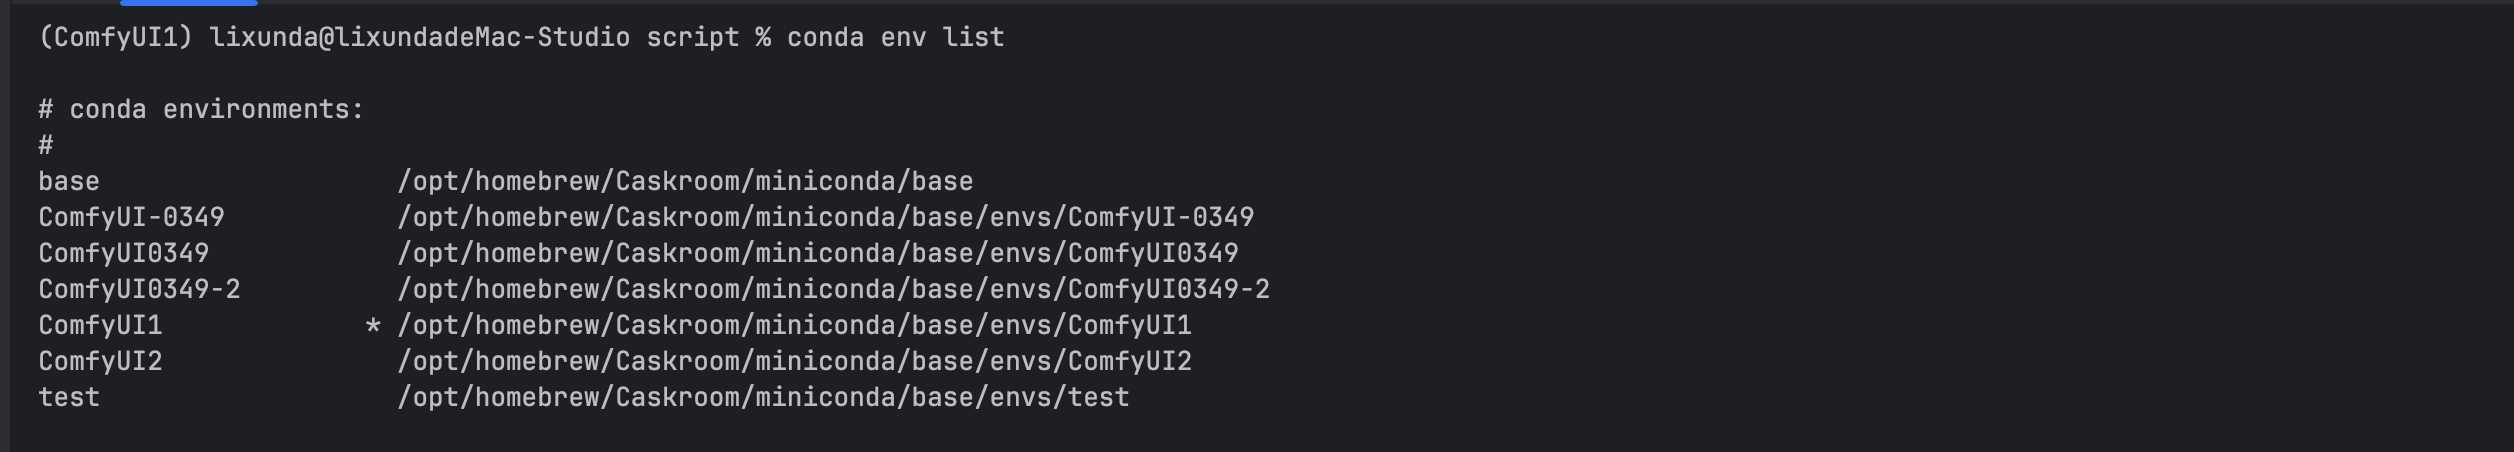 (ComfyUI1) lixunda@lixundadeMac-Studio script % conda env list
# conda environments:
#
base                   /opt/homebrew/Caskroom/miniconda/base
ComfyUI-0349           /opt/homebrew/Caskroom/miniconda/base/envs/ComfyUI-0349
ComfyUI0349            /opt/homebrew/Caskroom/miniconda/base/envs/ComfyUI0349
ComfyUI0349-2          /opt/homebrew/Caskroom/miniconda/base/envs/ComfyUI0349-2
ComfyUI1             * /opt/homebrew/Caskroom/miniconda/base/envs/ComfyUI1
ComfyUI2               /opt/homebrew/Caskroom/miniconda/base/envs/ComfyUI2
test                   /opt/homebrew/Caskroom/miniconda/base/envs/test